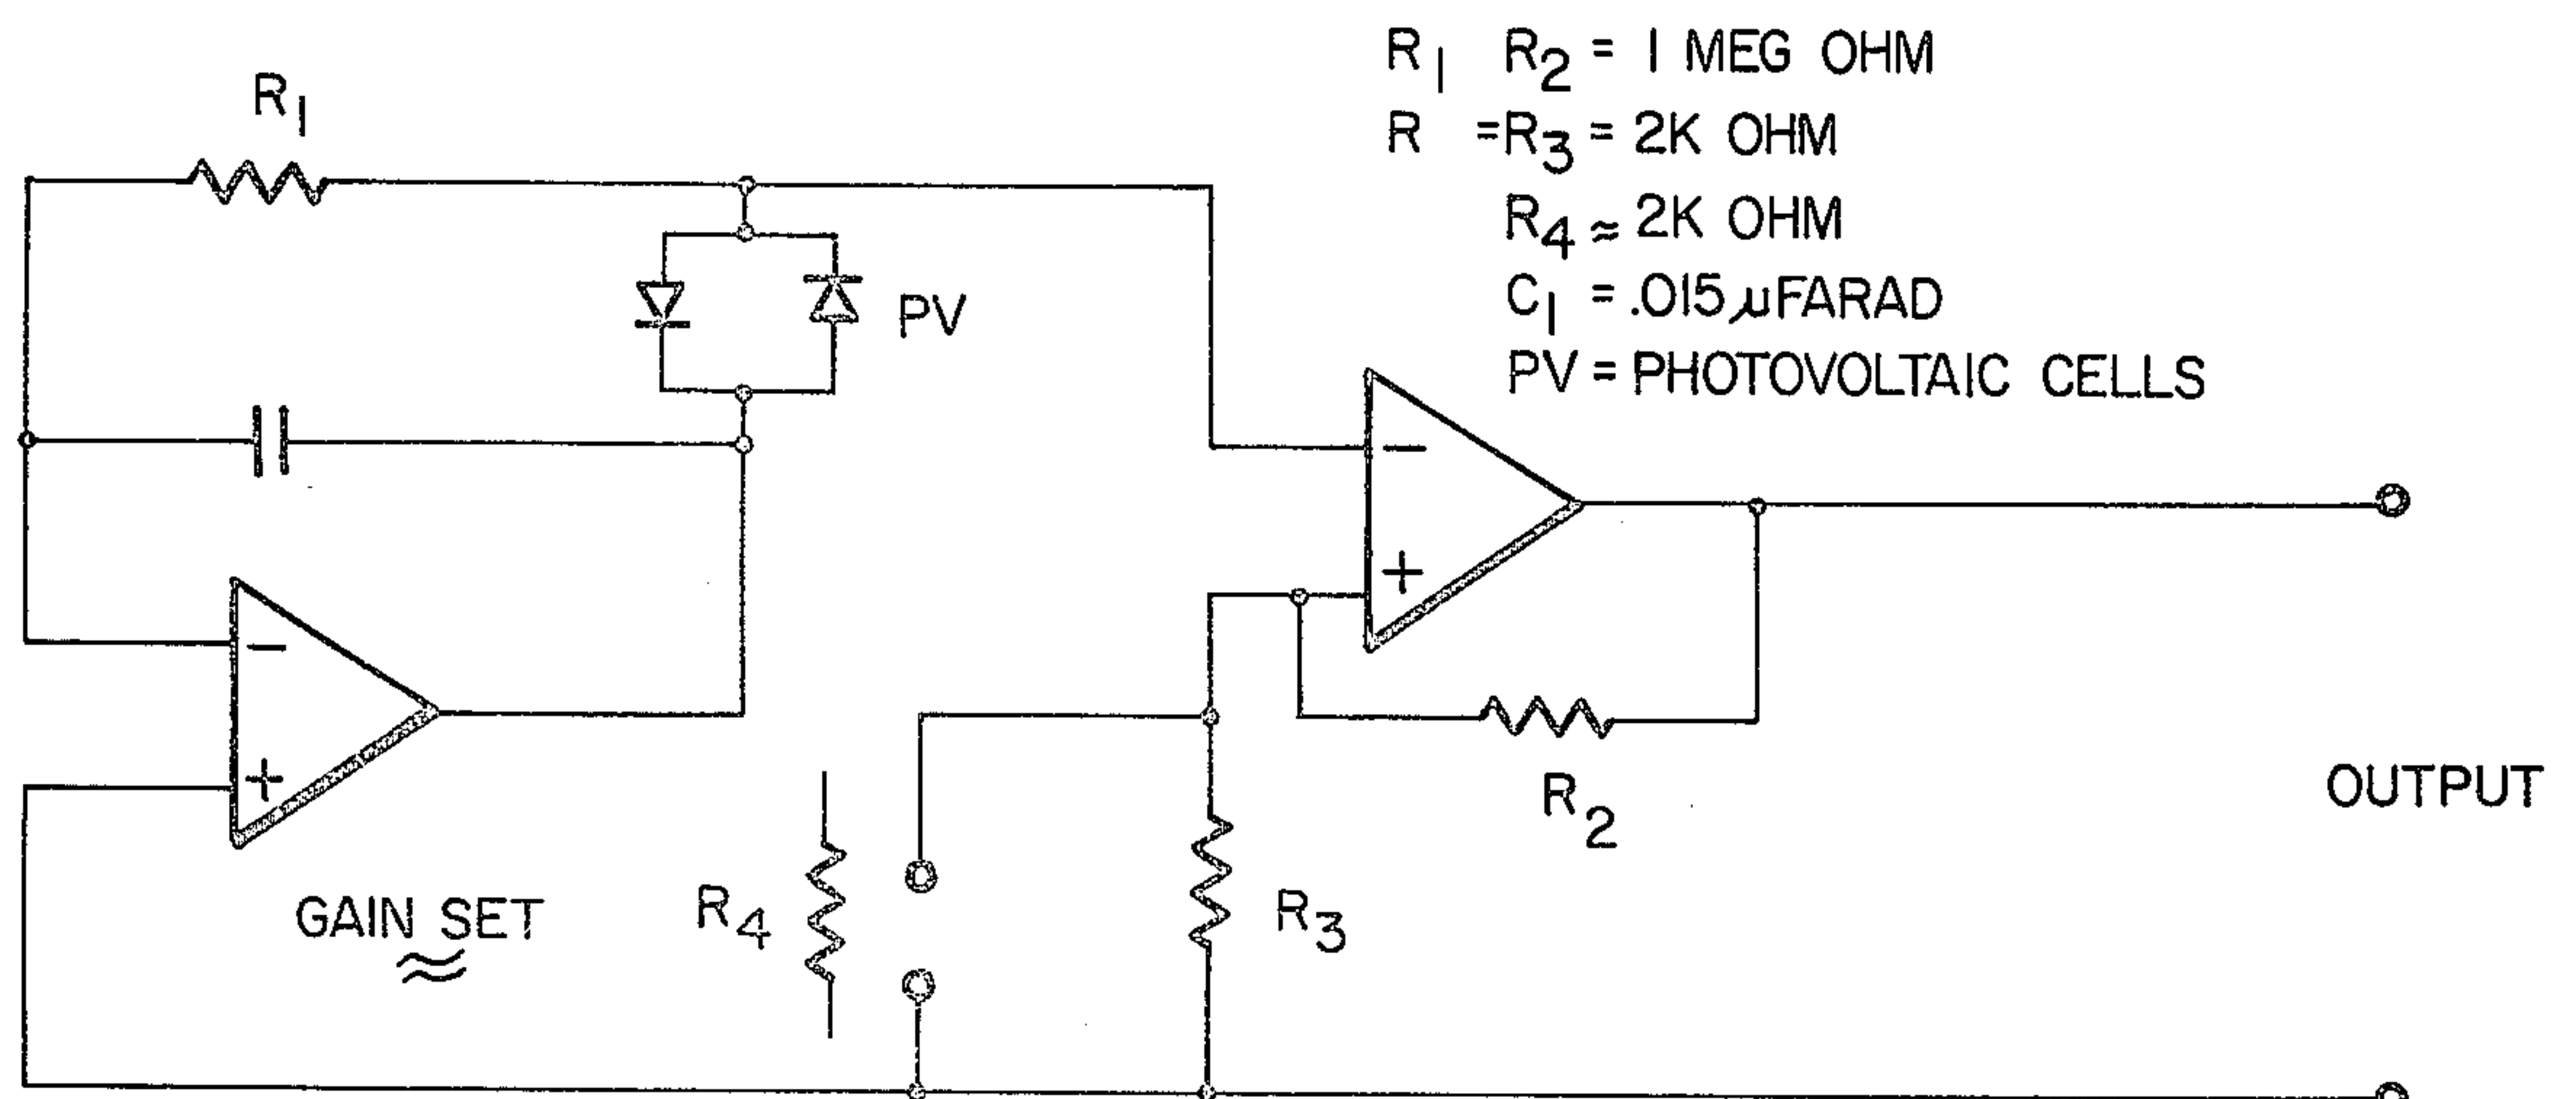 R₁ R₂ = 1 MEG OHM
R =R₃ = 2K OHM
R₄ ≈ 2K OHM
C₁ = .015 μFARAD
PV = PHOTOVOLTAIC CELLS
R₁
PV
−
+
−
+
R₂
OUTPUT
GAIN SET
≈
R₄
R₃